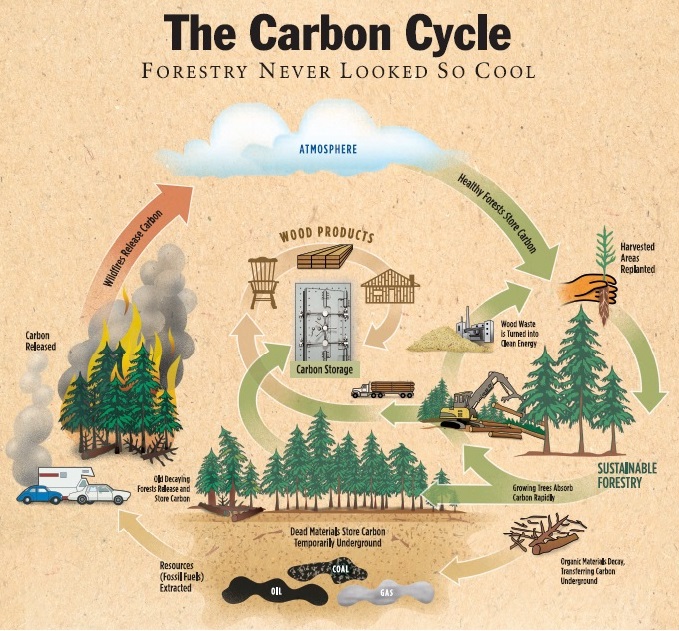 The Carbon Cycle
FORESTRY NEVER LOOKED SO COOL
ATMOSPHERE
Healthy Forests Store Carbon
Wildfires Release Carbon
WOOD PRODUCTS
Harvested
Areas
Replanted
Carbon
Released
Wood Waste
is Turned into
Clean Energy
Carbon Storage
SUSTAINABLE
FORESTRY
Old Decaying
Forests Release and
Store Carbon
Growing Trees Absorb
Carbon Rapidly
Dead Materials Store Carbon
Temporarily Underground
Organic Materials Decay,
Transferring Carbon
Underground
Resources
(Fossil Fuels)
Extracted
COAL
OIL
GAS